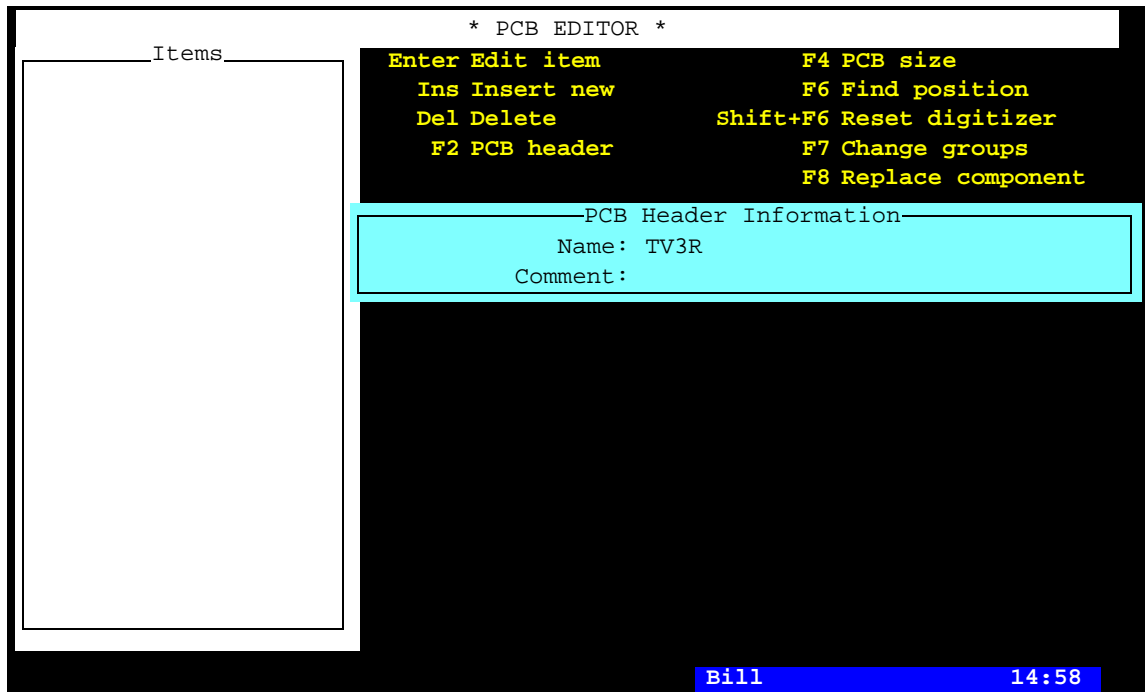 * PCB EDITOR *
Items
Enter Edit item F4 PCB size
Ins Insert new F6 Find position
Del Delete Shift+F6 Reset digitizer
F2 PCB header F7 Change groups
F8 Replace component
PCB Header Information
Name: TV3R
Comment:
Bill 14:58